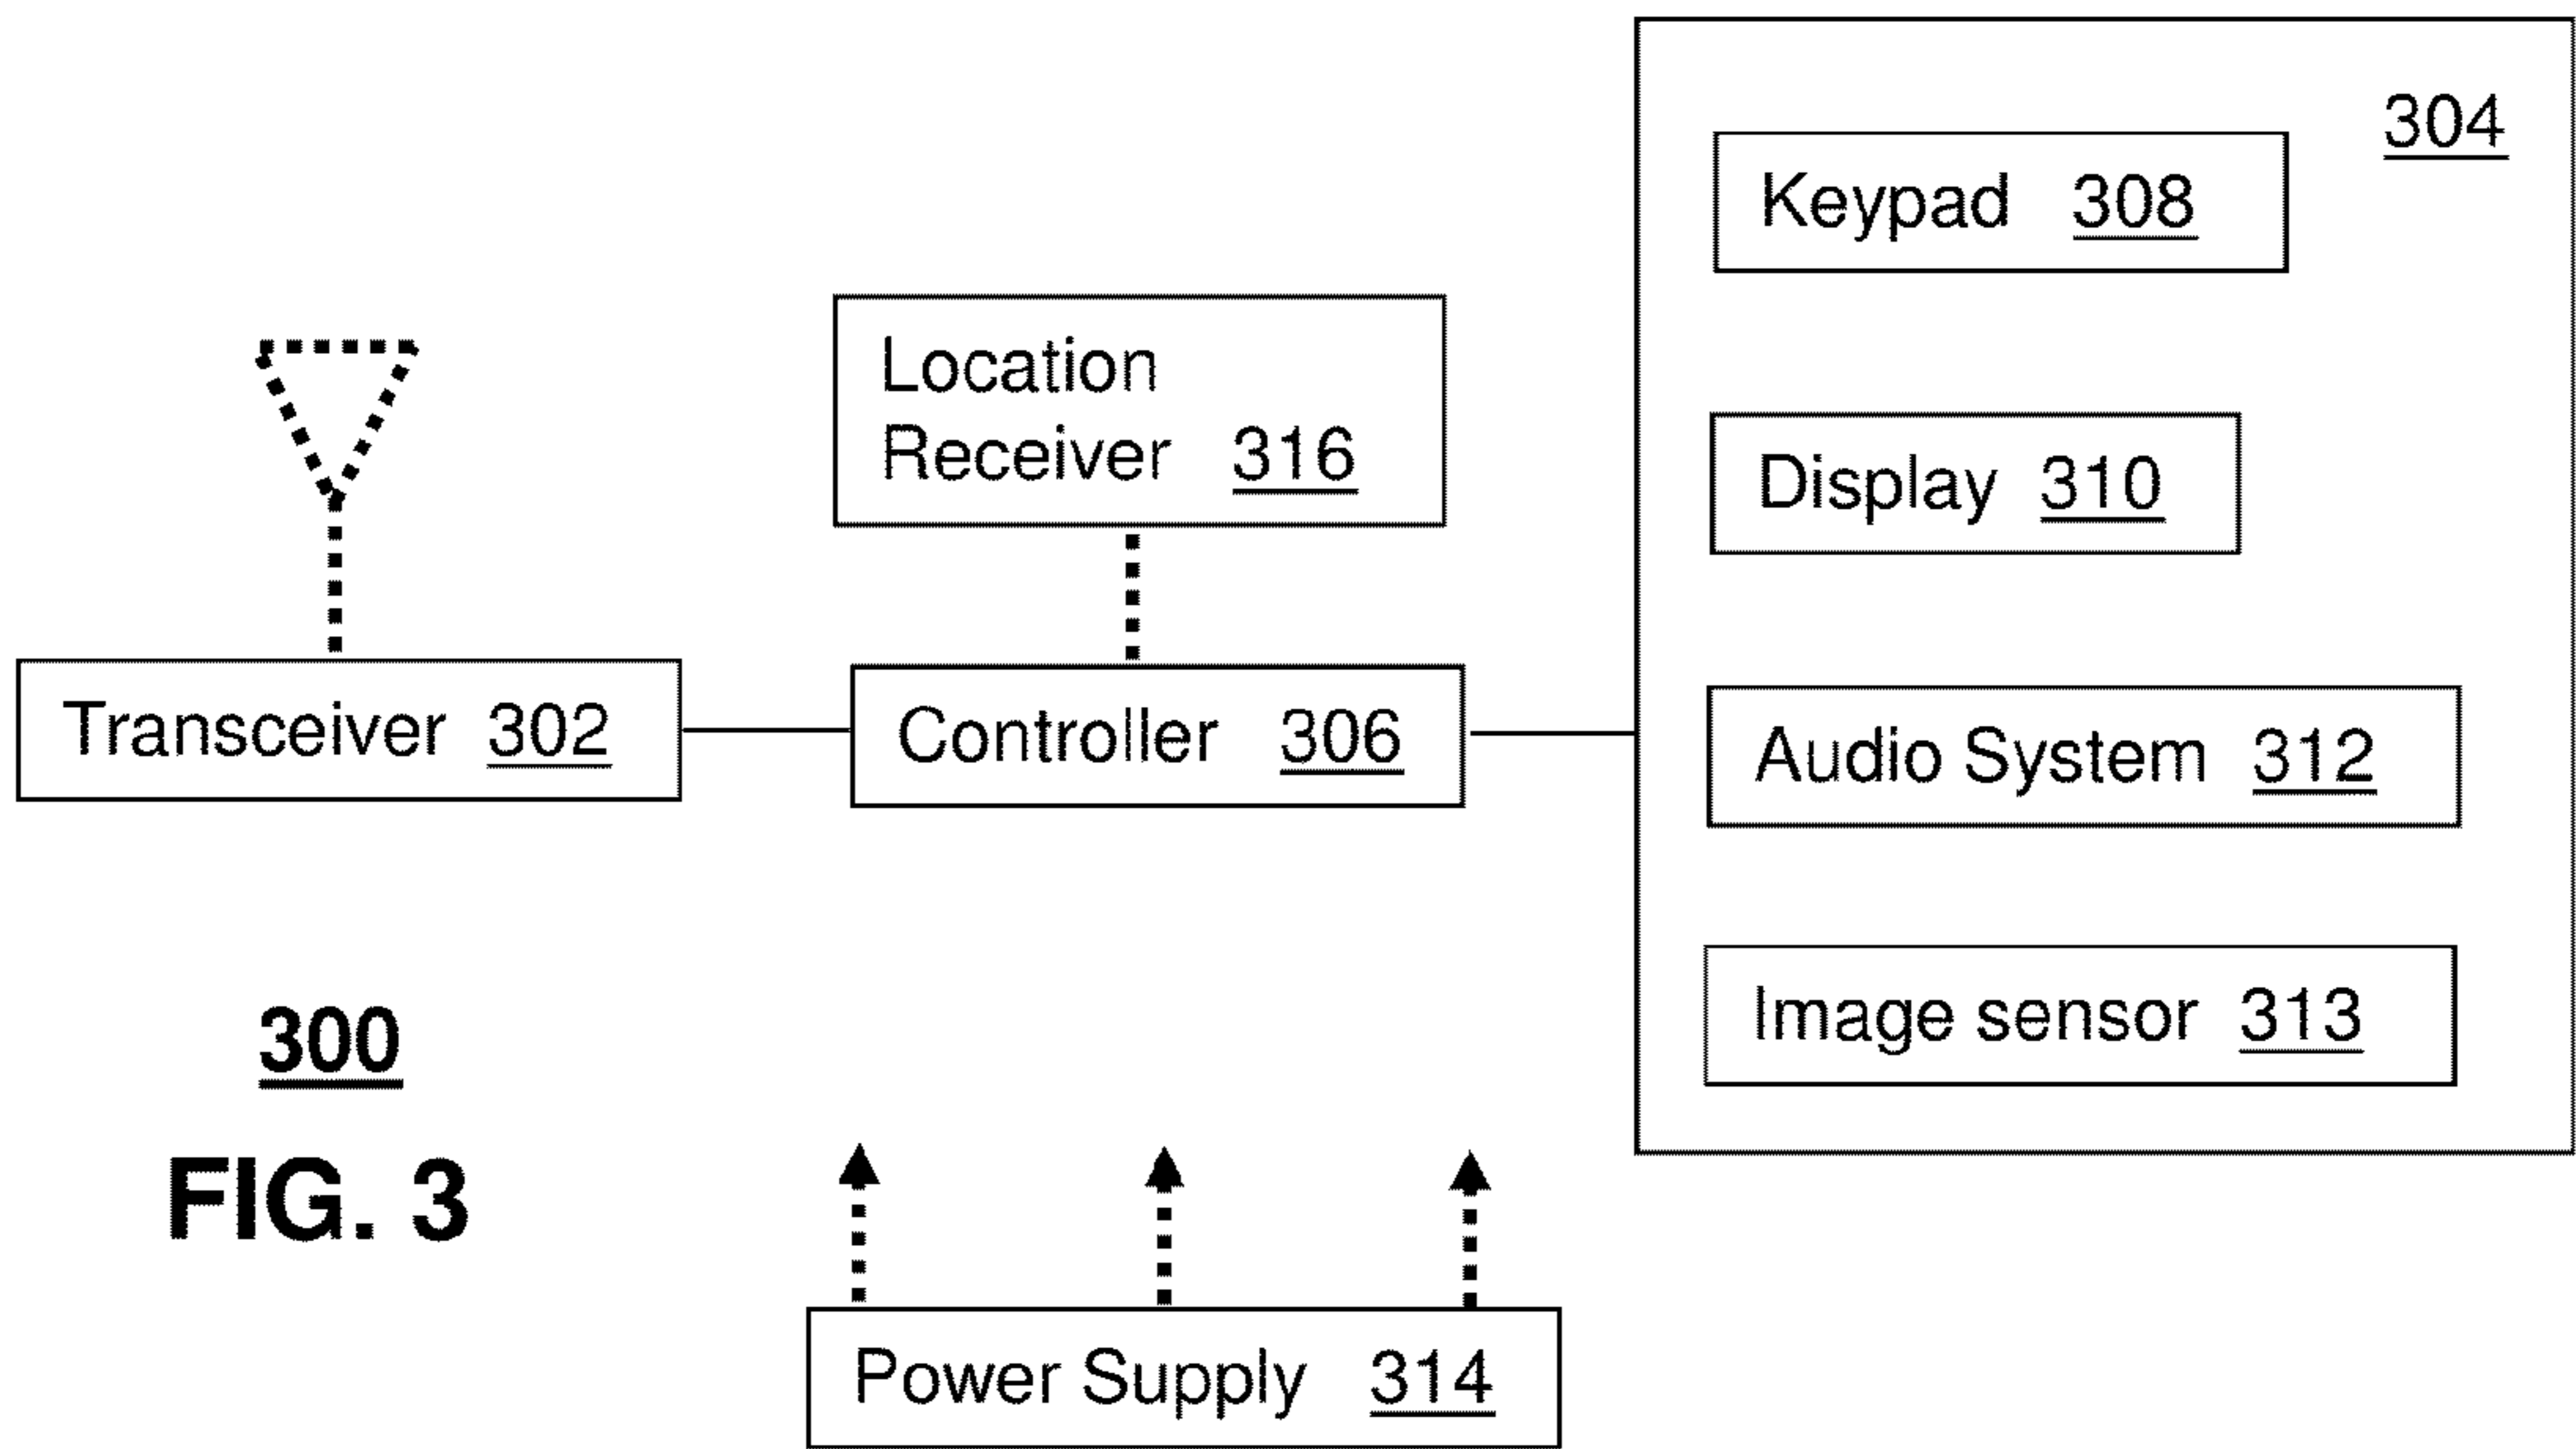 304
Keypad 308
Location
Receiver 316
Display 310
Transceiver 302
Controller 306
Audio System 312
Image sensor 313
300
FIG. 3
Power Supply 314